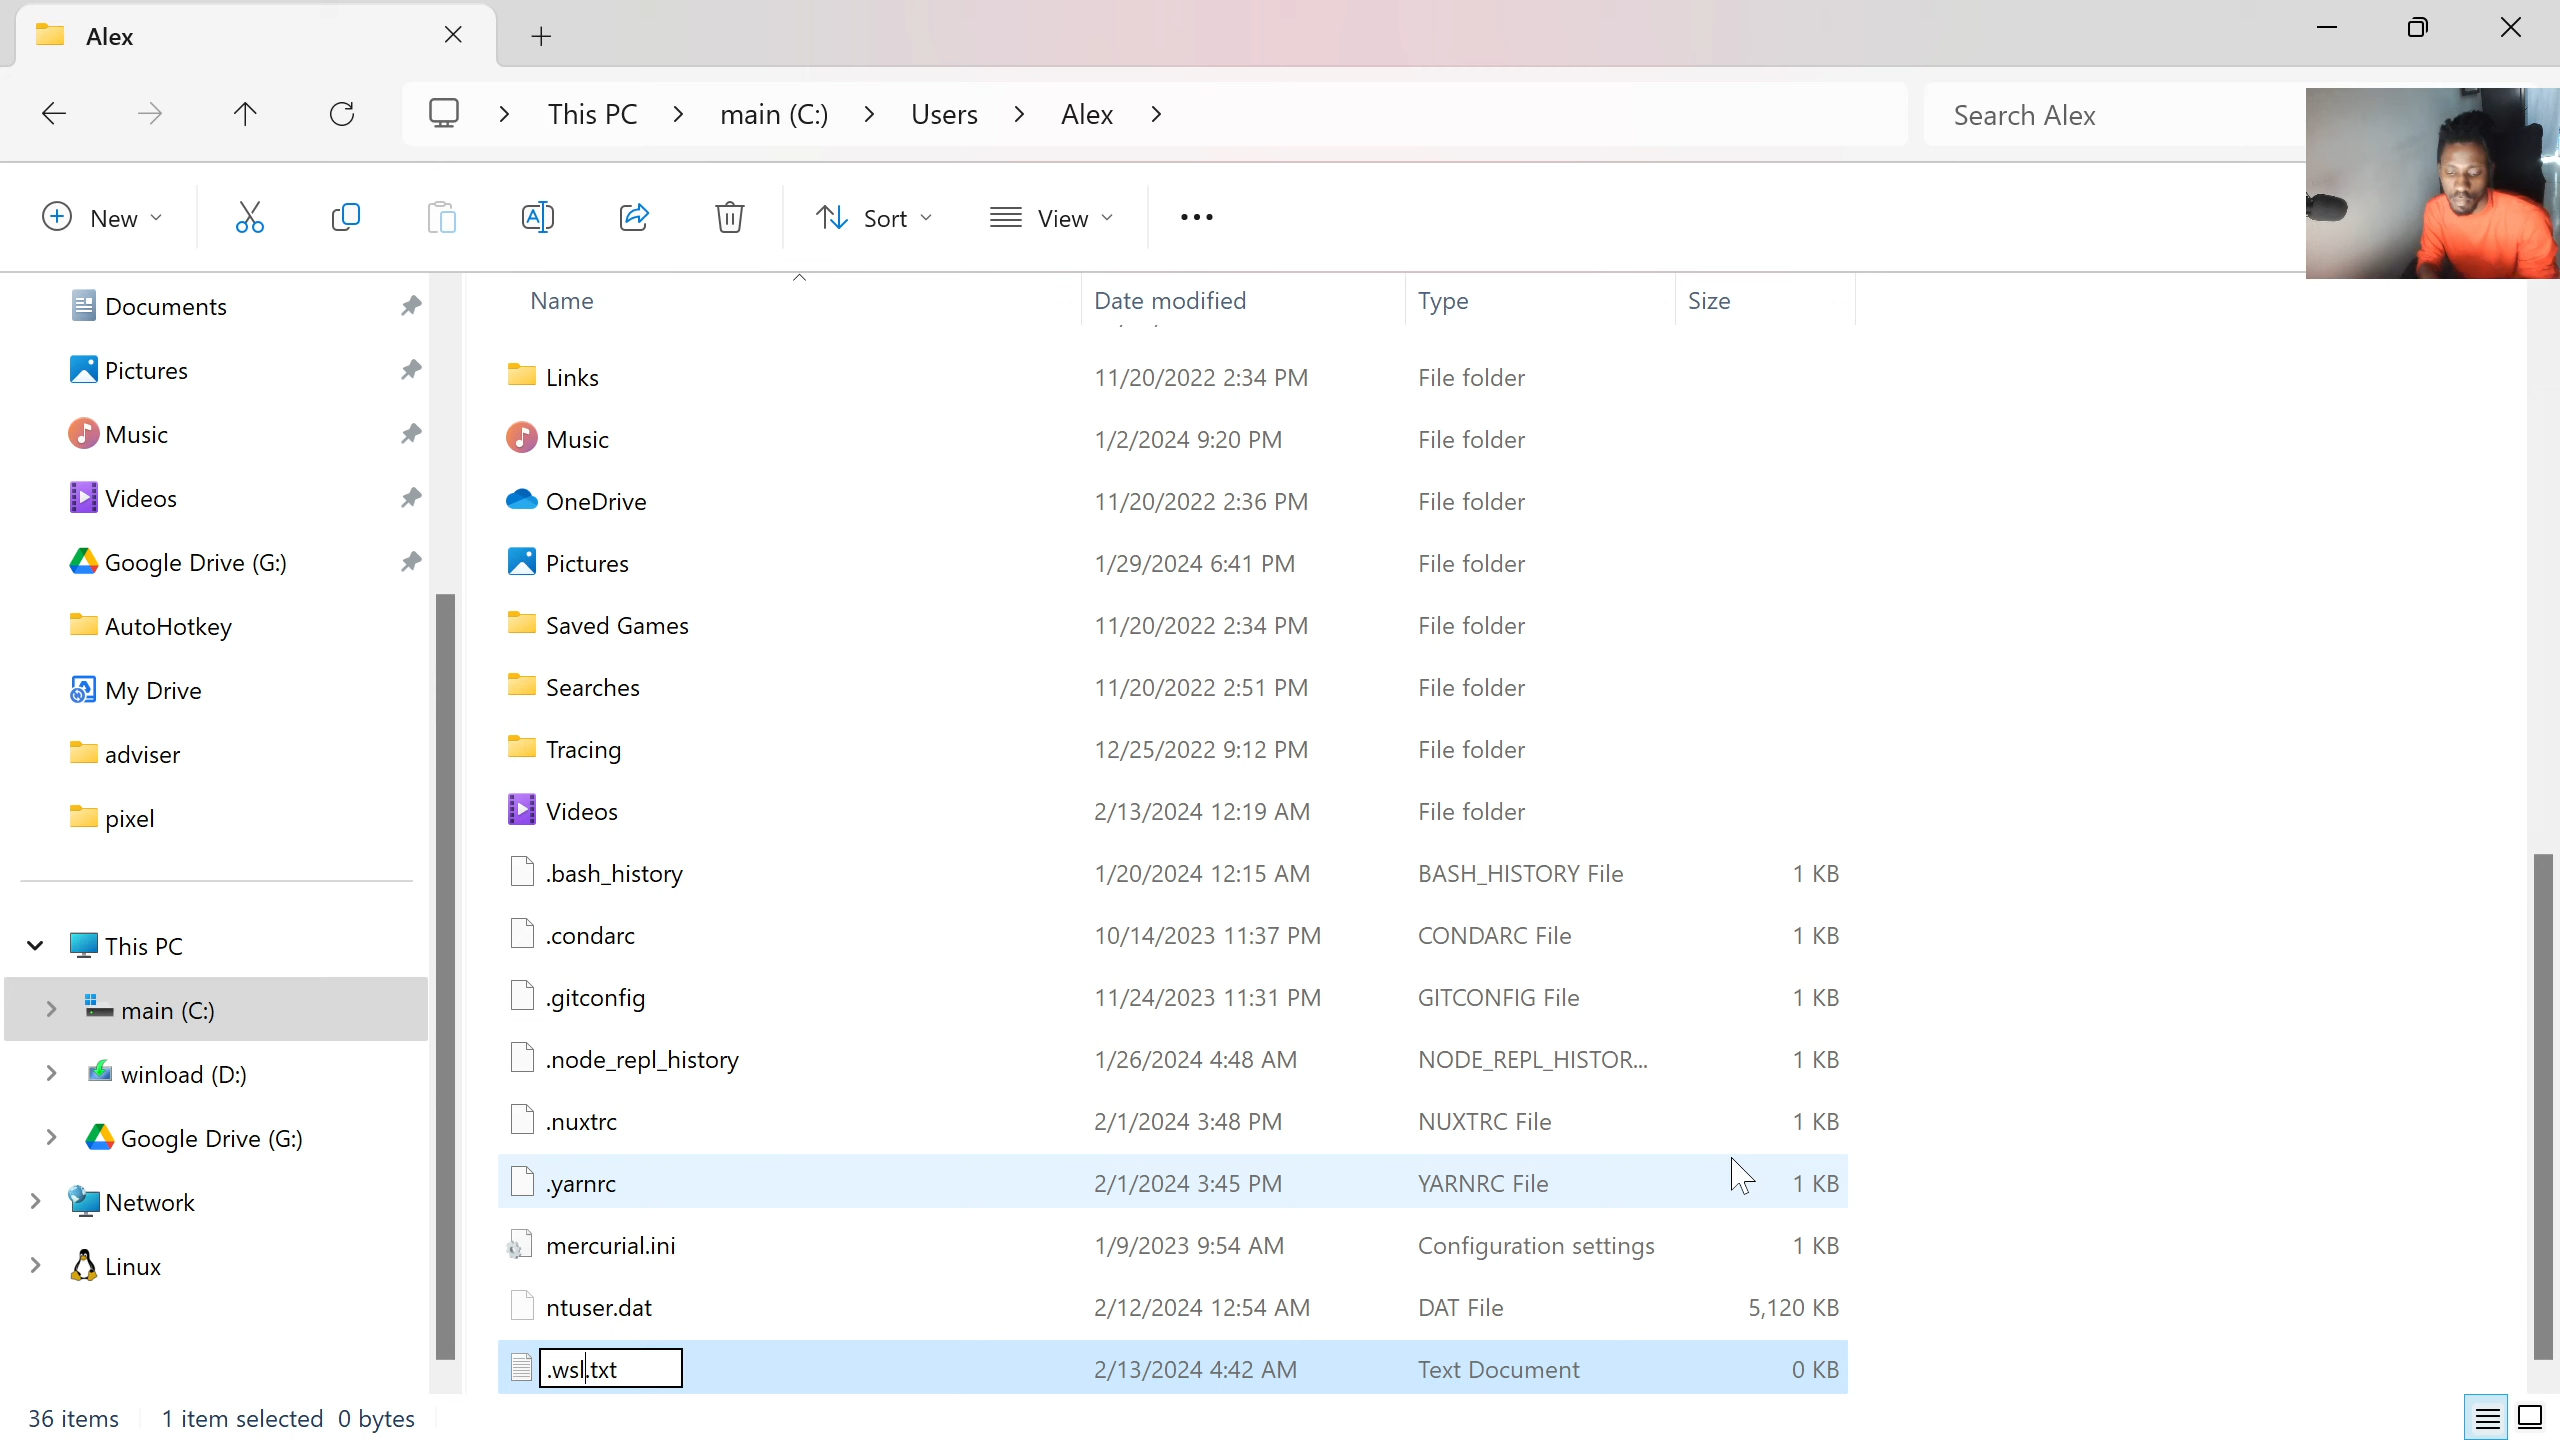 Alex
This PC > main (C:) > Users > Alex >
Search Alex
New
Sort
View
Documents
Pictures
Music
Videos
Google Drive (G:)
AutoHotkey
My Drive
adviser
pixel
This PC
main (C:)
winload (D:)
Google Drive (G:)
Network
Linux
Name Date modified Type Size
Links 11/20/2022 2:34 PM File folder
Music 1/2/2024 9:20 PM File folder
OneDrive 11/20/2022 2:36 PM File folder
Pictures 1/29/2024 6:41 PM File folder
Saved Games 11/20/2022 2:34 PM File folder
Searches 11/20/2022 2:51 PM File folder
Tracing 12/25/2022 9:12 PM File folder
Videos 2/13/2024 12:19 AM File folder
.bash_history 1/20/2024 12:15 AM BASH_HISTORY File 1 KB
.condarc 10/14/2023 11:37 PM CONDARC File 1 KB
.gitconfig 11/24/2023 11:31 PM GITCONFIG File 1 KB
.node_repl_history 1/26/2024 4:48 AM NODE_REPL_HISTOR... 1 KB
.nuxtrc 2/1/2024 3:48 PM NUXTRC File 1 KB
.yarnrc 2/1/2024 3:45 PM YARNRC File 1 KB
mercurial.ini 1/9/2023 9:54 AM Configuration settings 1 KB
ntuser.dat 2/12/2024 12:54 AM DAT File 5,120 KB
.wsl.txt 2/13/2024 4:42 AM Text Document 0 KB
36 items 1 item selected 0 bytes